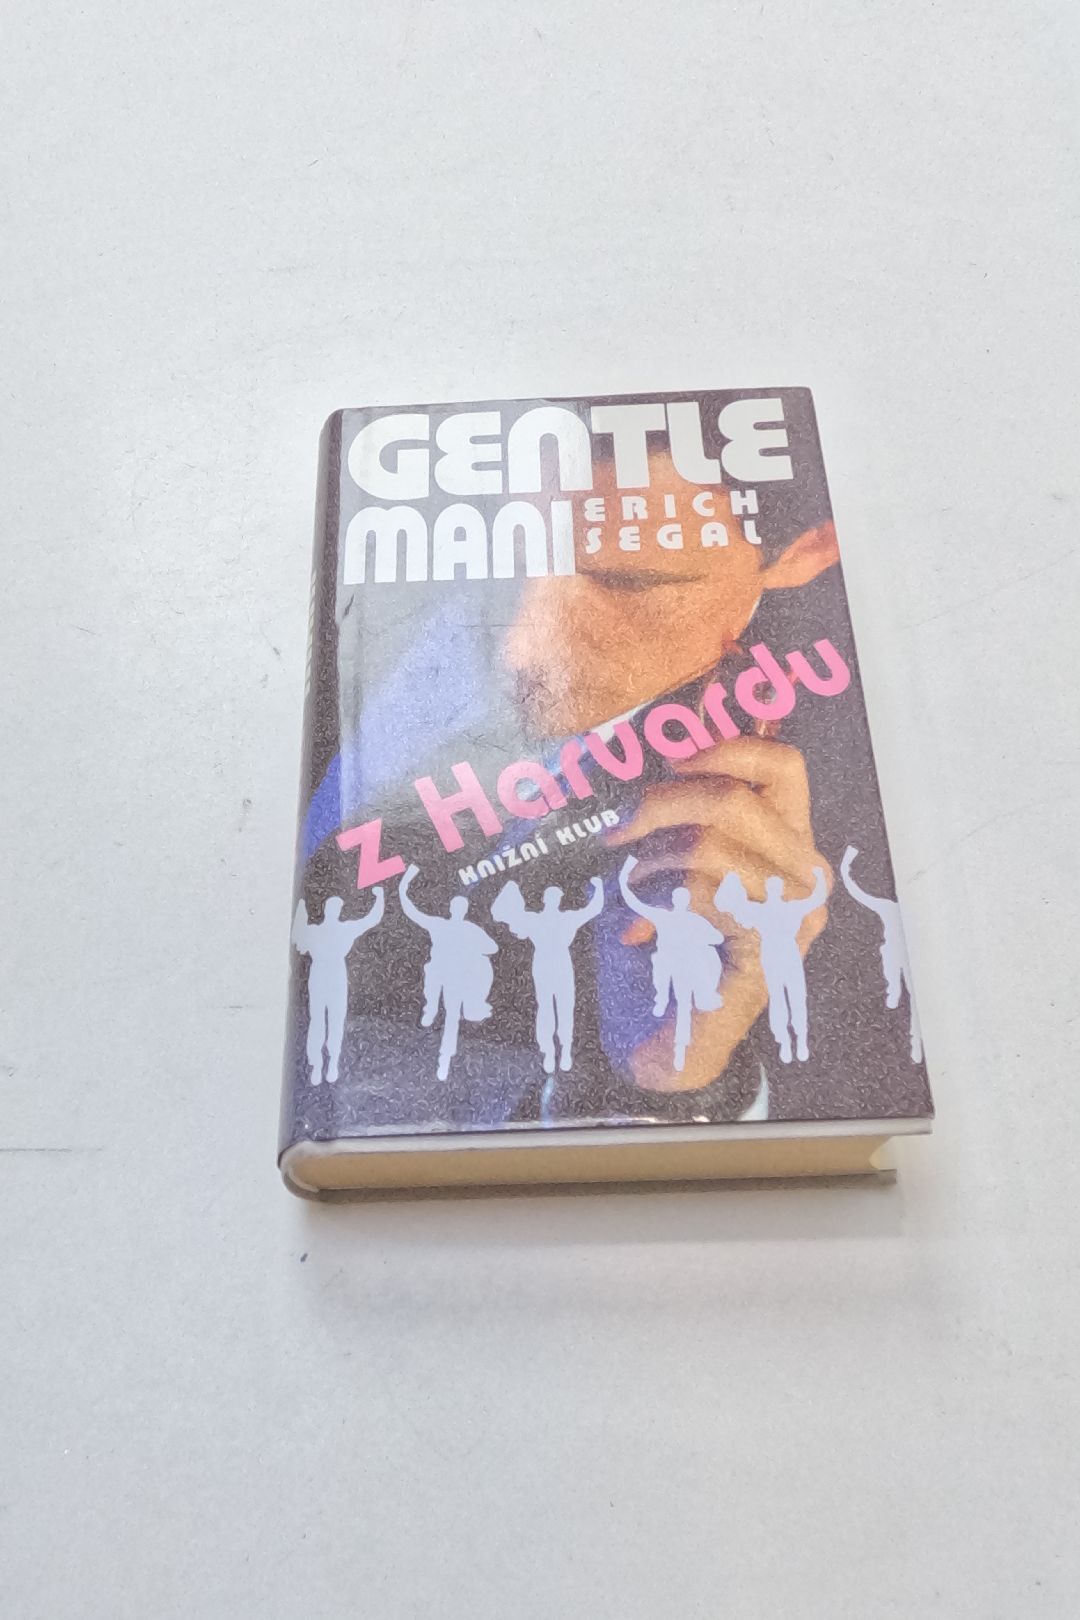 GENTLE
MANI
ERICH
SEGAL
z Harvardu
KNIŽNÍ KLUB